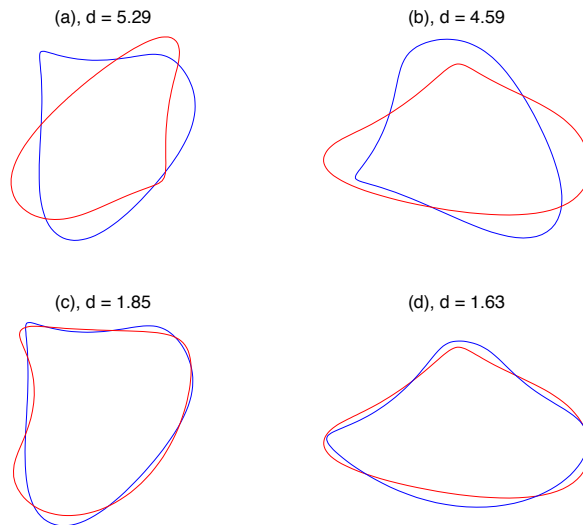 (a), d = 5.29
(b), d = 4.59
(c), d = 1.85
(d), d = 1.63